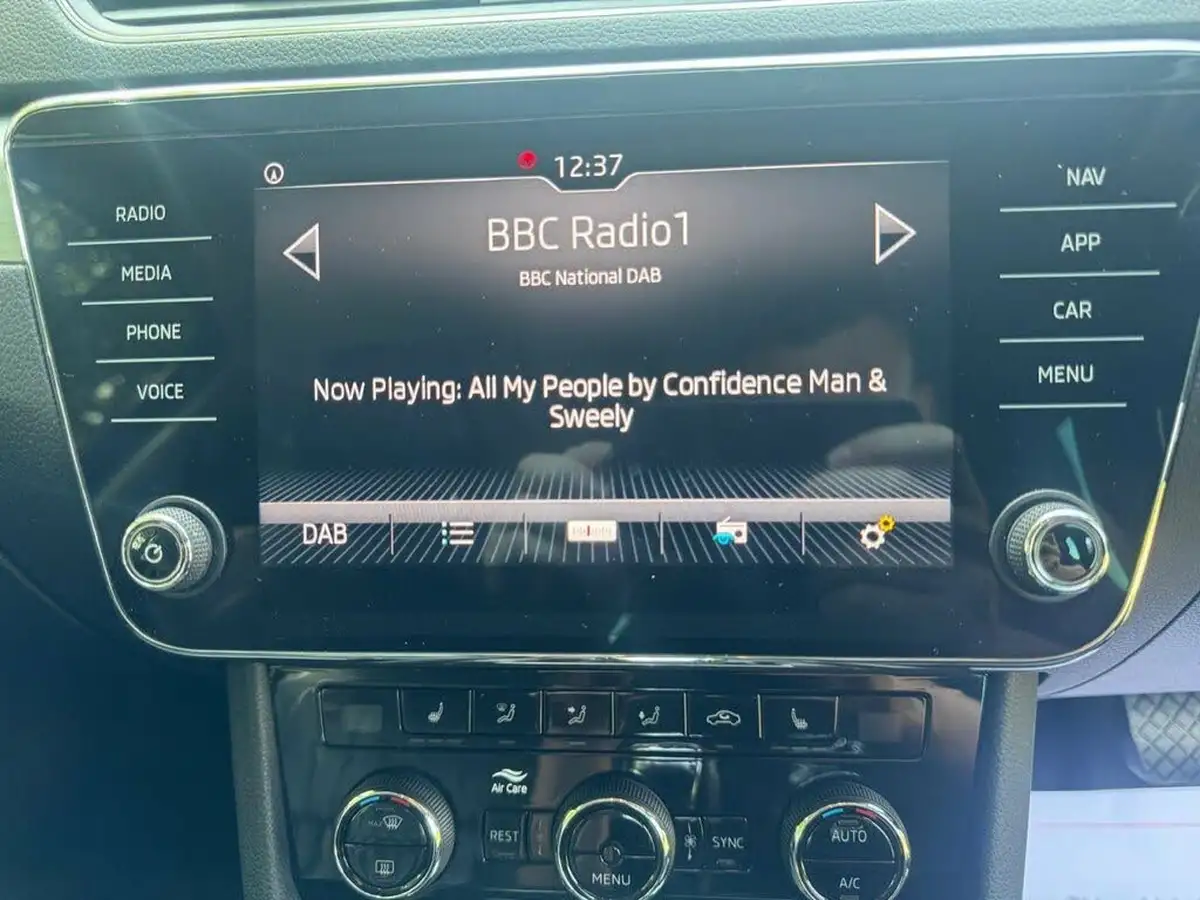 12:37
RADIO
MEDIA
PHONE
VOICE
BBC Radio1
BBC National DAB
Now Playing: All My People by Confidence Man &
Sweely
DAB
NAV
APP
CAR
MENU
Air Care
MAX
REST
MENU
SYNC
AUTO
A/C